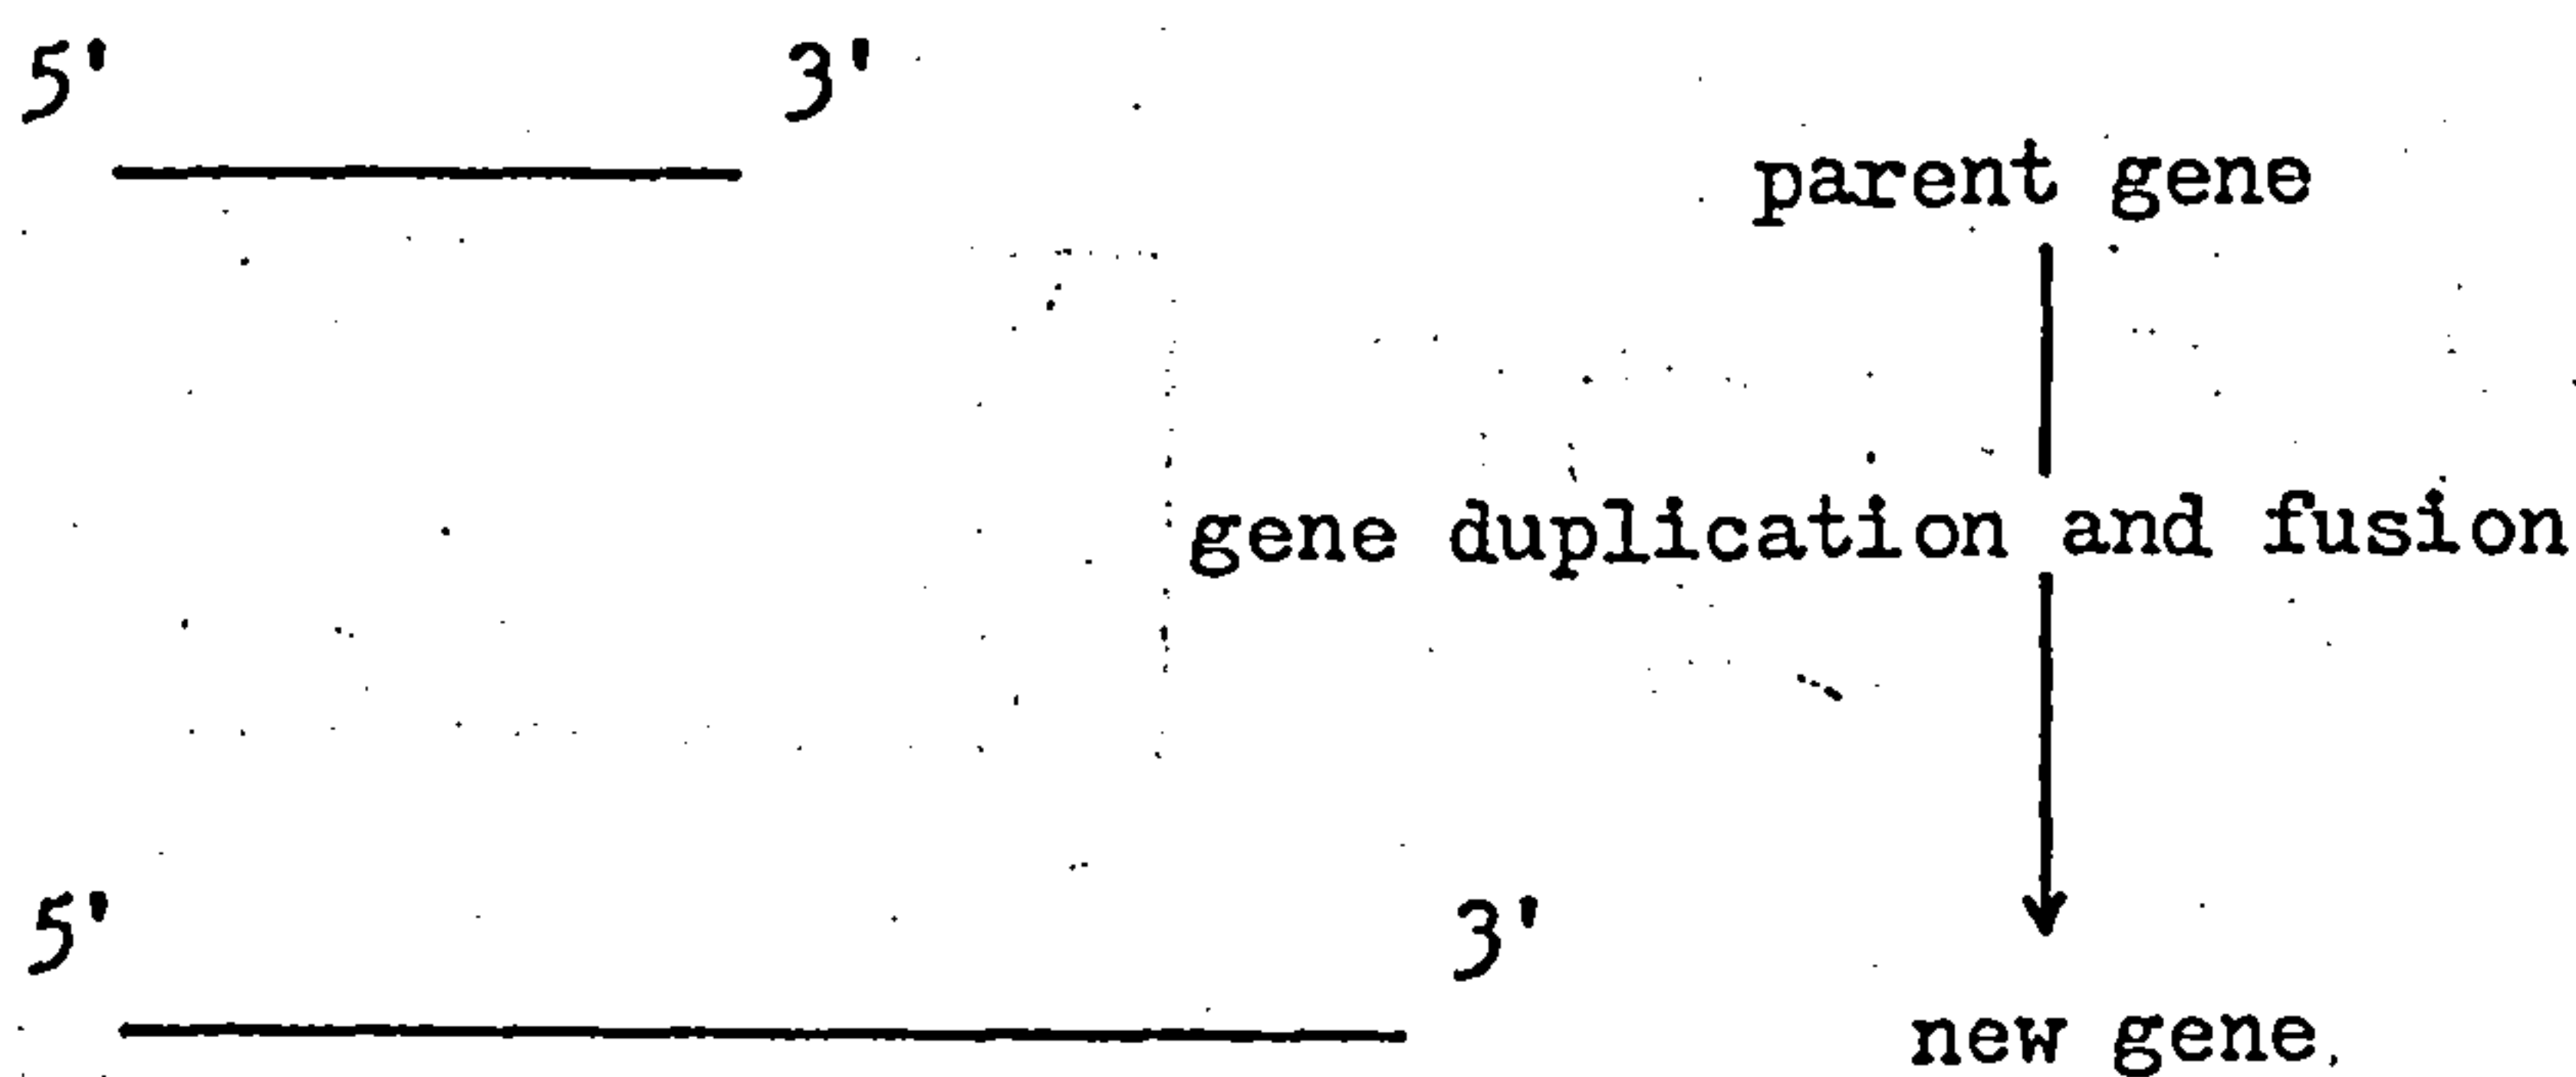 5' 3'
parent gene
gene duplication and fusion
5' 3'
new gene